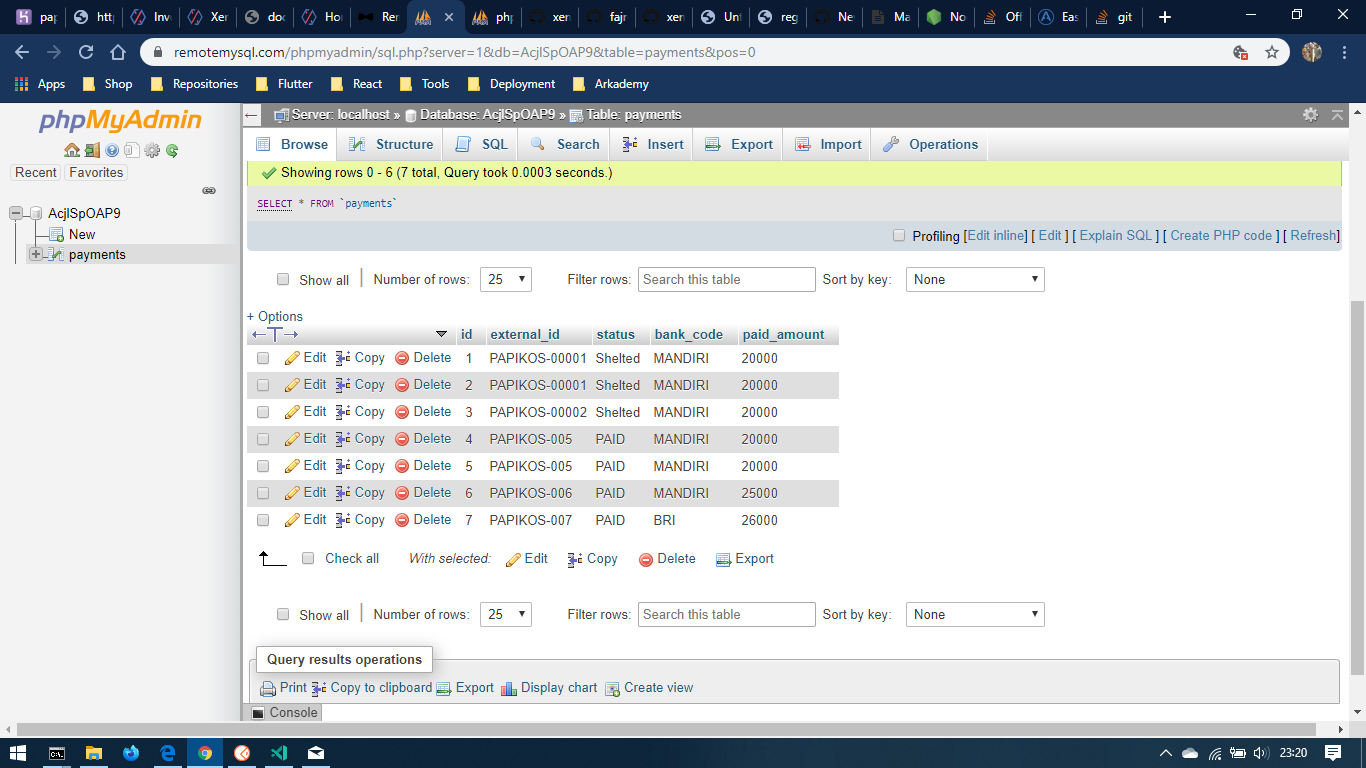 pap
http
Inv
Xer
doc
Ho
Rer
php
xen
fajr
xen
Unt
reg
Ne
Ma
No
Off
Eas
git
remotemysql.com/phpmyadmin/sql.php?server=1&db=AcjlSpOAP9&table=payments&pos=0
Apps Shop Repositories Flutter React Tools Deployment Arkademy
phpMyAdmin
Recent Favorites
AcjlSpOAP9
New
payments
Server: localhost » Database: AcjlSpOAP9 » Table: payments
Browse Structure SQL Search Insert Export Import Operations
Showing rows 0 - 6 (7 total, Query took 0.0003 seconds.)
SELECT * FROM `payments`
Profiling [Edit inline] [ Edit ] [ Explain SQL ] [ Create PHP code ] [ Refresh]
Show all | Number of rows: 25 Filter rows: Search this table Sort by key: None
+ Options
←T→ id external_id status bank_code paid_amount
Edit Copy Delete 1 PAPIKOS-00001 Shelted MANDIRI 20000
Edit Copy Delete 2 PAPIKOS-00001 Shelted MANDIRI 20000
Edit Copy Delete 3 PAPIKOS-00002 Shelted MANDIRI 20000
Edit Copy Delete 4 PAPIKOS-005 PAID MANDIRI 20000
Edit Copy Delete 5 PAPIKOS-005 PAID MANDIRI 20000
Edit Copy Delete 6 PAPIKOS-006 PAID MANDIRI 25000
Edit Copy Delete 7 PAPIKOS-007 PAID BRI 26000
Check all With selected: Edit Copy Delete Export
Show all | Number of rows: 25 Filter rows: Search this table Sort by key: None
Query results operations
Print Copy to clipboard Export Display chart Create view
Console
23:20